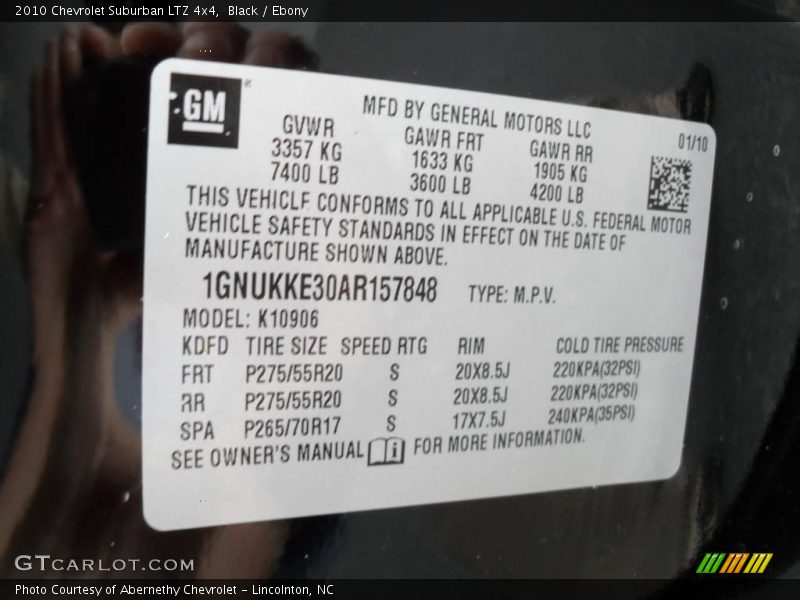 2010 Chevrolet Suburban LTZ 4x4, Black / Ebony
GM
MFD BY GENERAL MOTORS LLC
01/10
GVWR GAWR FRT GAWR RR
3357 KG 1633 KG 1905 KG
7400 LB 3600 LB 4200 LB
THIS VEHICLE CONFORMS TO ALL APPLICABLE U.S. FEDERAL MOTOR
VEHICLE SAFETY STANDARDS IN EFFECT ON THE DATE OF
MANUFACTURE SHOWN ABOVE.
1GNUKKE30AR157848 TYPE: M.P.V.
MODEL: K10906
KDFD TIRE SIZE SPEED RTG RIM COLD TIRE PRESSURE
FRT P275/55R20 S 20X8.5J 220KPA(32PSI)
RR P275/55R20 S 20X8.5J 220KPA(32PSI)
SPA P265/70R17 S 17X7.5J 240KPA(35PSI)
SEE OWNER'S MANUAL i FOR MORE INFORMATION.
GTCARLOT.COM
Photo Courtesy of Abernethy Chevrolet – Lincolnton, NC